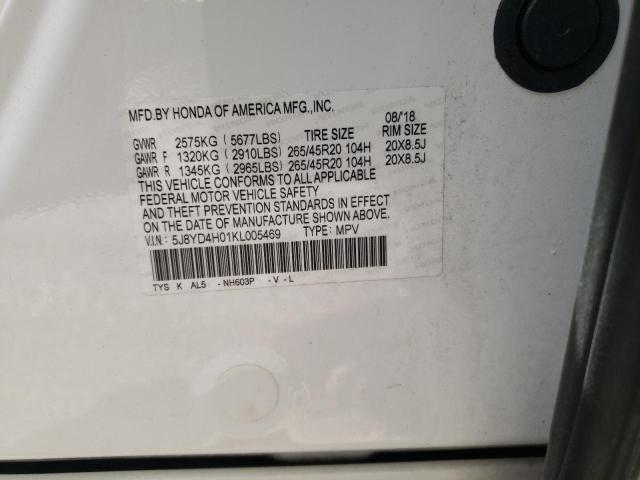 MFD.BY HONDA OF AMERICA MFG.,INC.
08/'18
GVWR 2575KG ( 5677LBS) TIRE SIZE RIM SIZE
GAWR F 1320KG ( 2910LBS) 265/45R20 104H 20X8.5J
GAWR R 1345KG ( 2965LBS) 265/45R20 104H 20X8.5J
THIS VEHICLE CONFORMS TO ALL APPLICABLE
FEDERAL MOTOR VEHICLE SAFETY
AND THEFT PREVENTION STANDARDS IN EFFECT
ON THE DATE OF MANUFACTURE SHOWN ABOVE.
V.I.N.: 5J8YD4H01KL005469 TYPE: MPV
TYS K AL5 -NH603P -V-L